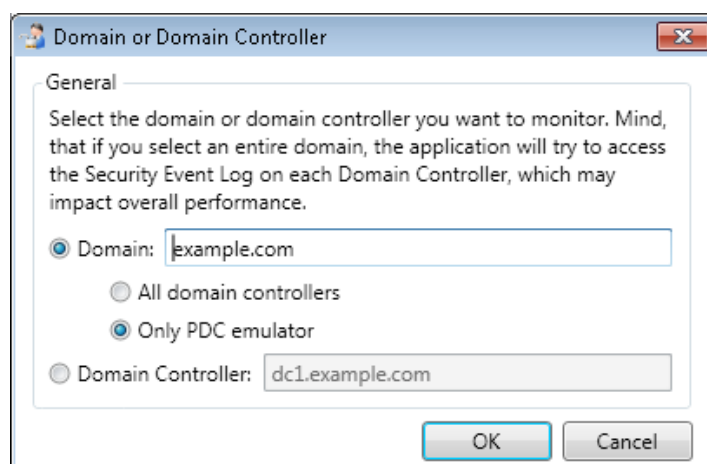 Domain or Domain Controller
General
Select the domain or domain controller you want to monitor. Mind,
that if you select an entire domain, the application will try to access
the Security Event Log on each Domain Controller, which may
impact overall performance.
Domain: example.com
All domain controllers
Only PDC emulator
Domain Controller: dc1.example.com
OK Cancel